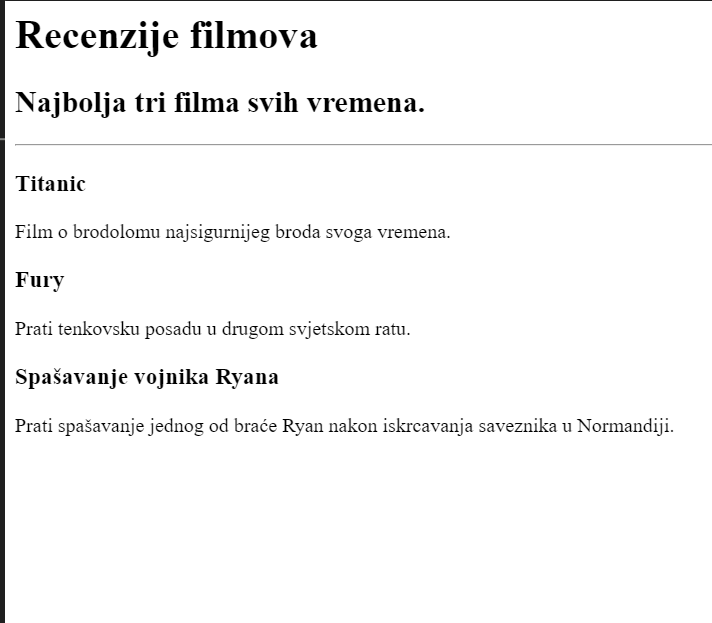 Recenzije filmova
Najbolja tri filma svih vremena.
Titanic
Film o brodolomu najsigurnijeg broda svoga vremena.
Fury
Prati tenkovsku posadu u drugom svjetskom ratu.
Spašavanje vojnika Ryana
Prati spašavanje jednog od braće Ryan nakon iskrcavanja saveznika u Normandiji.